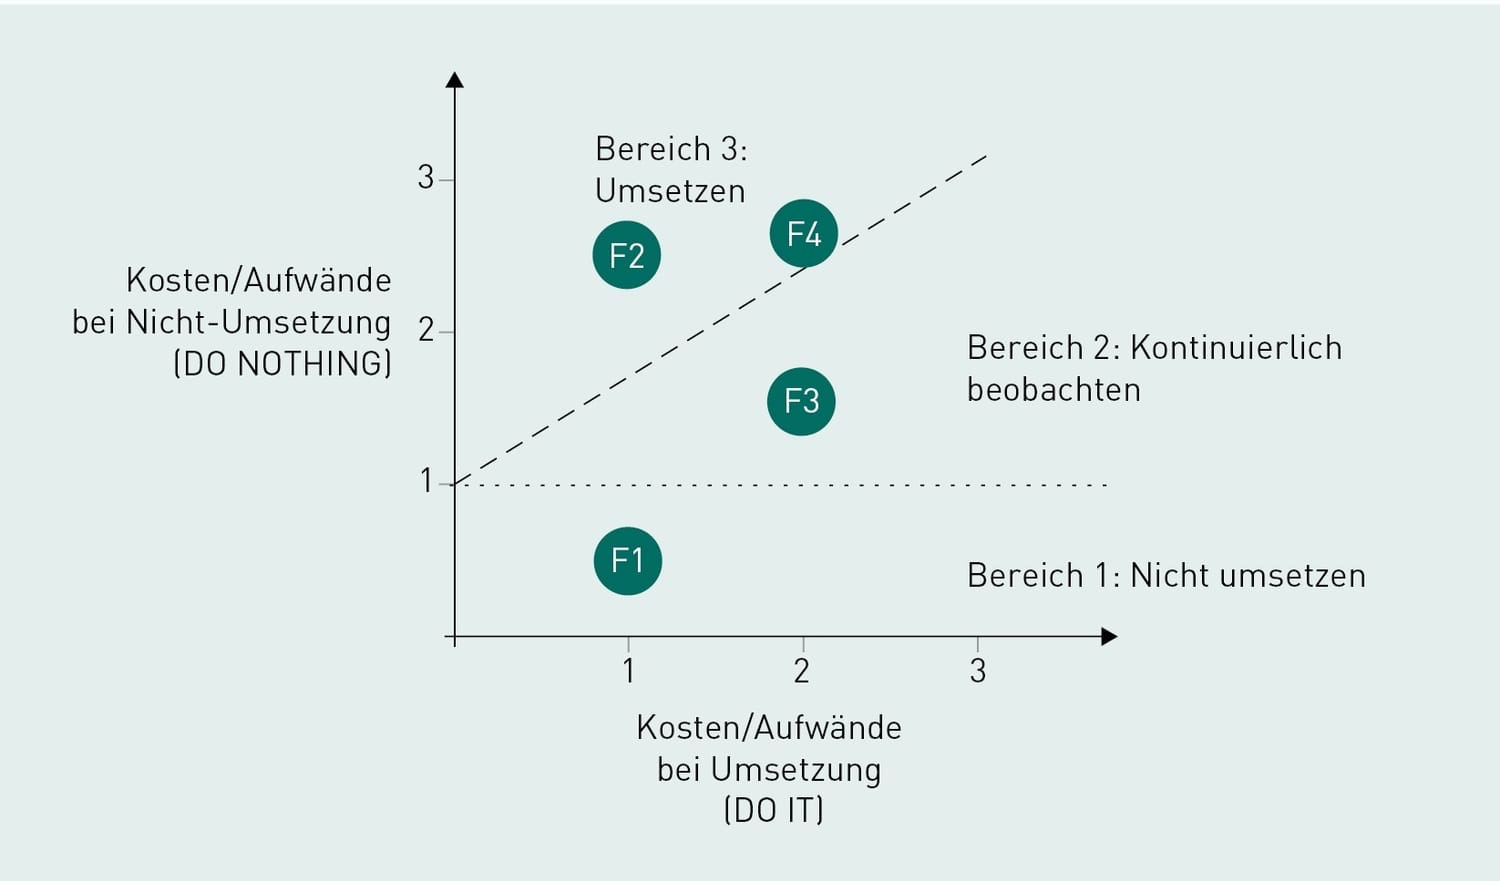 Bereich 3:
Umsetzen
3
F4
F2
Kosten/Aufwände
bei Nicht-Umsetzung
(DO NOTHING)
2
Bereich 2: Kontinuierlich
beobachten
F3
1
F1
Bereich 1: Nicht umsetzen
1
2
3
Kosten/Aufwände
bei Umsetzung
(DO IT)